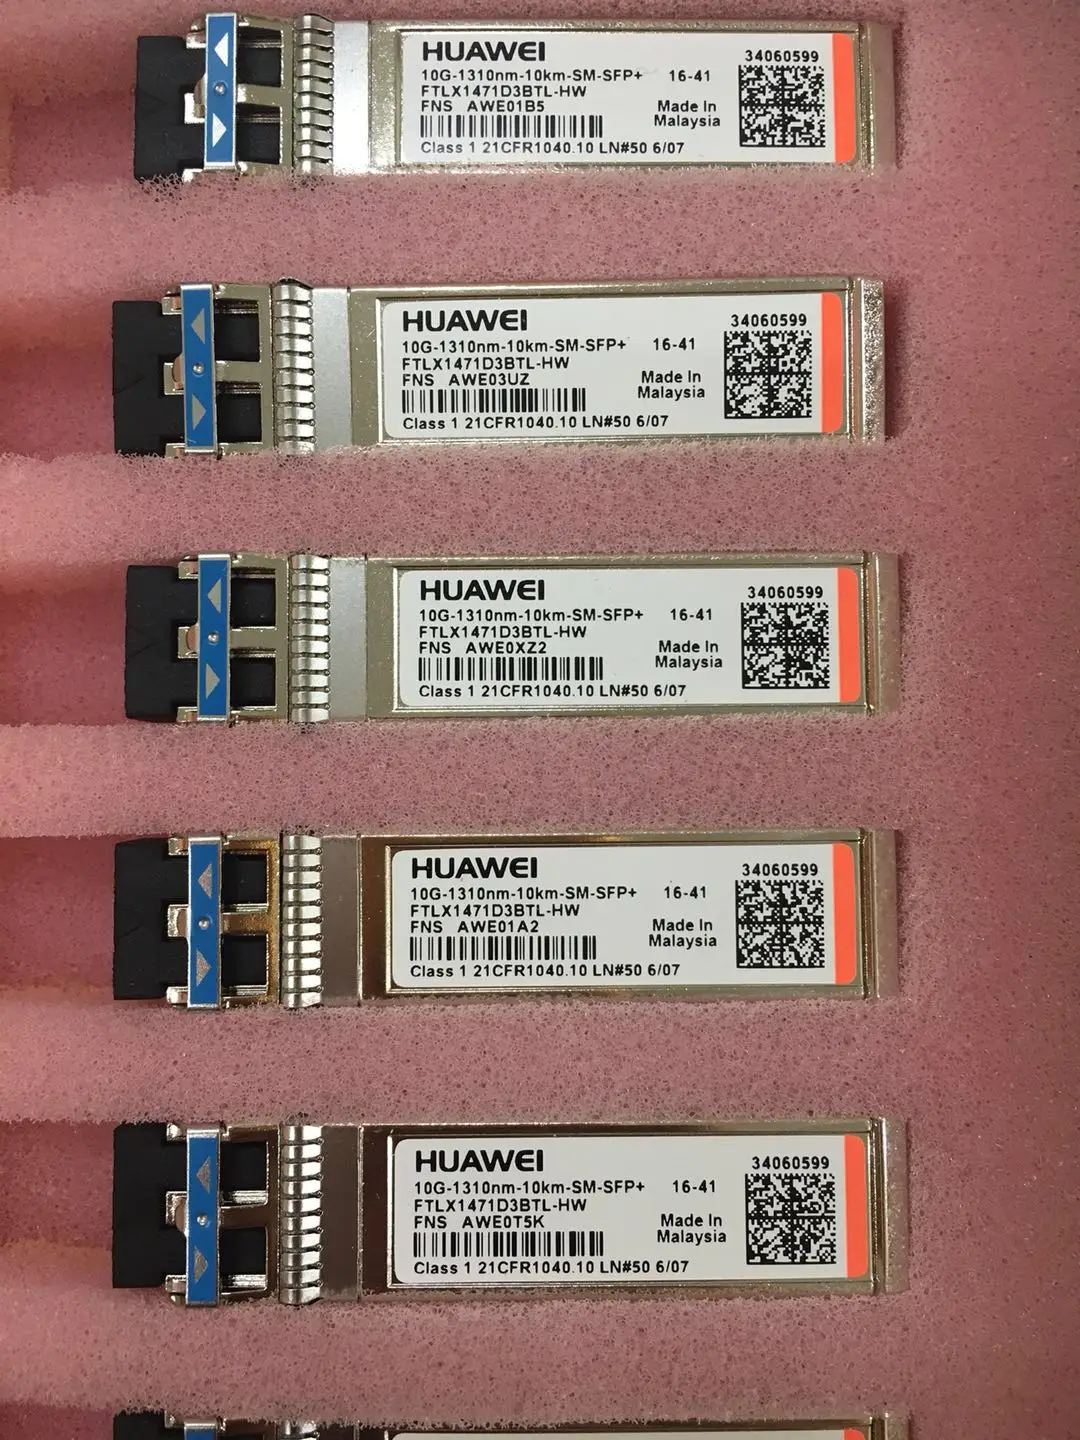 HUAWEI
34060599
10G-1310nm-10km-SM-SFP+ 16-41
FTLX1471D3BTL-HW
FNS AWE01B5
Made In
Malaysia
Class 1 21CFR1040.10 LN#50 6/07
HUAWEI
34060599
10G-1310nm-10km-SM-SFP+ 16-41
FTLX1471D3BTL-HW
FNS AWE03UZ
Made In
Malaysia
Class 1 21CFR1040.10 LN#50 6/07
HUAWEI
34060599
10G-1310nm-10km-SM-SFP+ 16-41
FTLX1471D3BTL-HW
FNS AWE0XZ2
Made In
Malaysia
Class 1 21CFR1040.10 LN#50 6/07
HUAWEI
34060599
10G-1310nm-10km-SM-SFP+ 16-41
FTLX1471D3BTL-HW
FNS AWE01A2
Made In
Malaysia
Class 1 21CFR1040.10 LN#50 6/07
HUAWEI
34060599
10G-1310nm-10km-SM-SFP+ 16-41
FTLX1471D3BTL-HW
FNS AWE0T5K
Made In
Malaysia
Class 1 21CFR1040.10 LN#50 6/07